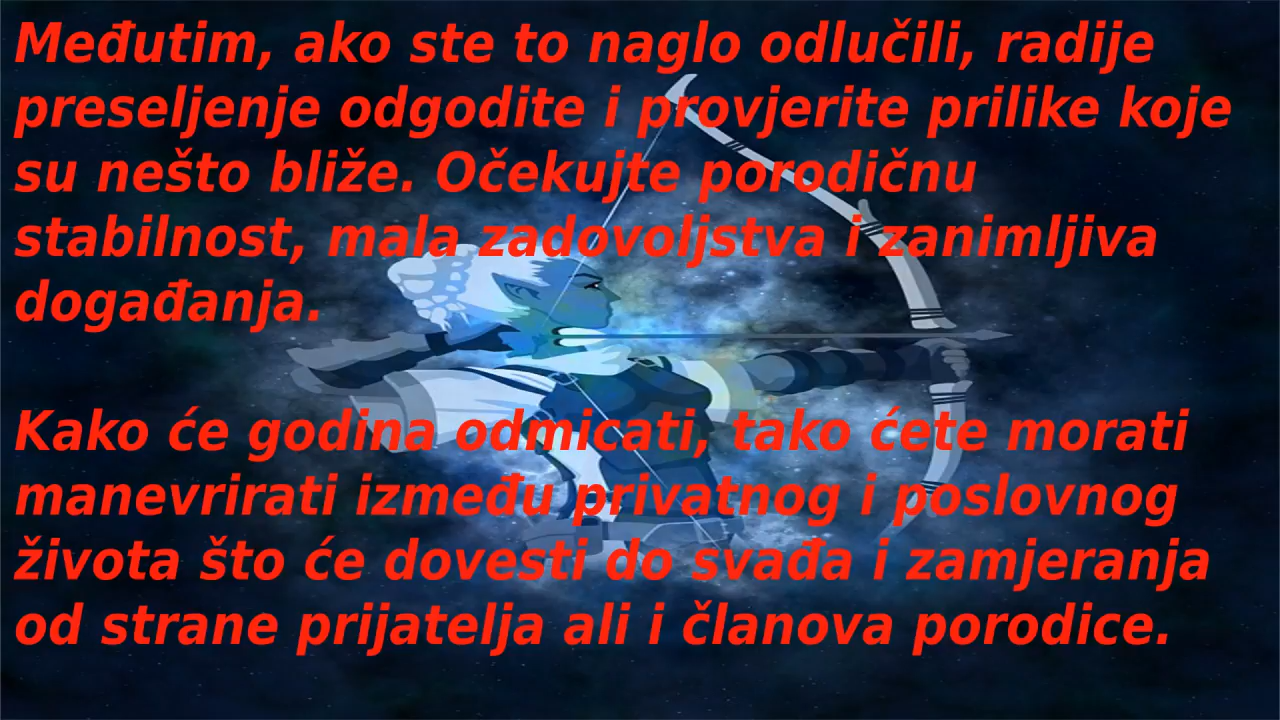 Međutim, ako ste to naglo odlučili, radije
preseljenje odgodite i provjerite prilike koje
su nešto bliže. Očekujte porodičnu
stabilnost, mala zadovoljstva i zanimljiva
događanja.
Kako će godina odmicati, tako ćete morati
manevrirati između privatnog i poslovnog
života što će dovesti do svađa i zamjeranja
od strane prijatelja ali i članova porodice.